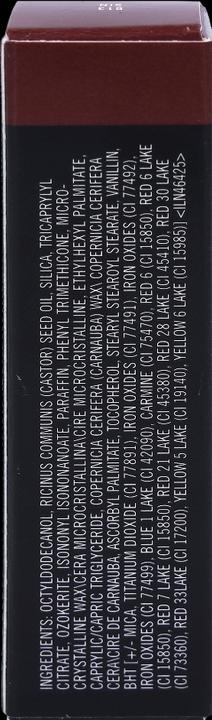 INGREDIENTS: OCTYLDODECANOL, RICINUS COMMUNIS (CASTOR) SEED OIL, SILICA, TRICAPRYLYL
CITRATE, OZOKERITE, ISONONYL ISONONANOATE, PARAFFIN, PHENYL TRIMETHICONE, MICRO-
CRYSTALLINE WAX\CERA MICROCRISTALLINA\CIRE MICROCRISTALLINE, ETHYLHEXYL PALMITATE,
CAPRYLIC/CAPRIC TRIGLYCERIDE, COPERNICIA CERIFERA (CARNAUBA) WAX\ COPERNICIA CERIFERA
CERA\CIRE DE CARNAUBA, ASCORBYL PALMITATE, TOCOPHEROL, STEARYL STEAROYL STEARATE, VANILLIN,
BHT [+/- MICA, TITANIUM DIOXIDE (CI 77891), IRON OXIDES (CI 77491), IRON OXIDES (CI 77492),
IRON OXIDES (CI 77499), BLUE 1 LAKE (CI 42090), CARMINE (CI 75470), RED 6 (CI 15850), RED 6 LAKE
(CI 15850), RED 7 LAKE (CI 15850), RED 21 LAKE (CI 45380), RED 28 LAKE (CI 45410), RED 30 LAKE
(CI 73360), RED 33 LAKE (CI 17200), YELLOW 5 LAKE (CI 19140), YELLOW 6 LAKE (CI 15985)] <ILN46425>